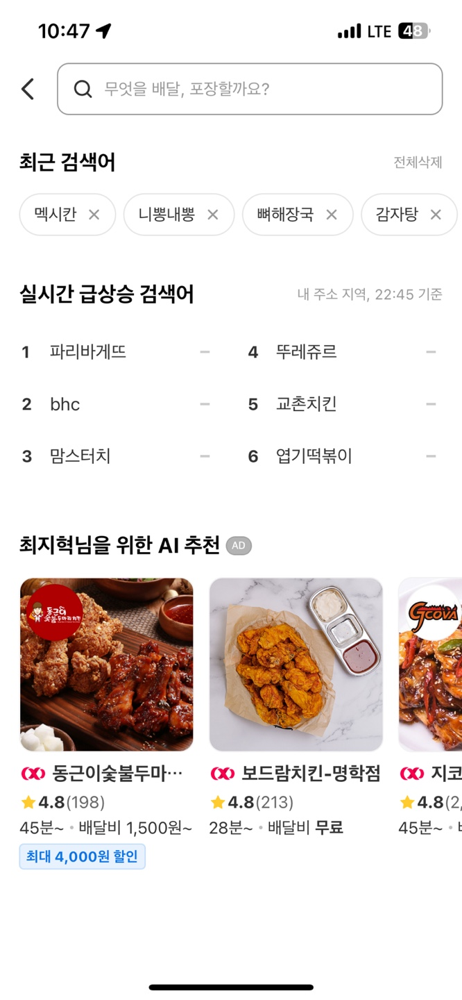 10:47 LTE 48
무엇을 배달, 포장할까요?
최근 검색어 전체삭제
멕시칸 니뽕내뽕 뼈해장국 감자탕
실시간 급상승 검색어 내 주소 지역, 22:45 기준
1 파리바게뜨 – 4 뚜레쥬르 –
2 bhc – 5 교촌치킨 –
3 맘스터치 – 6 엽기떡볶이 –
최지혁님을 위한 AI 추천 AD
동근이
숯불두마리치킨
GCOVA
동근이숯불두마··· 보드람치킨-명학점 지코
4.8(198) 4.8(213) 4.8(2,
45분~ • 배달비 1,500원~ 28분~ • 배달비 무료 45분~ •
최대 4,000원 할인